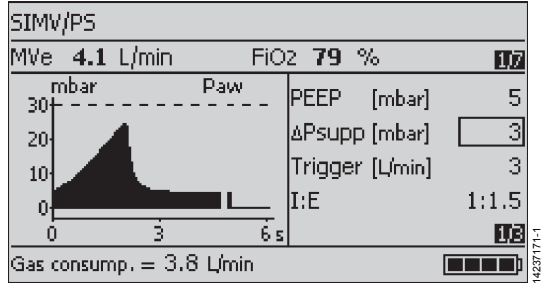 SIMV/PS
MVe 4.1 L/min FiO2 79 % 1/7
mbar Paw
30
20
10
0
0 3 6 s
PEEP [mbar] 5
ΔPsupp [mbar] 3
Trigger [L/min] 3
I:E 1:1.5
1/3
Gas consump. = 3.8 L/min
14237171-1